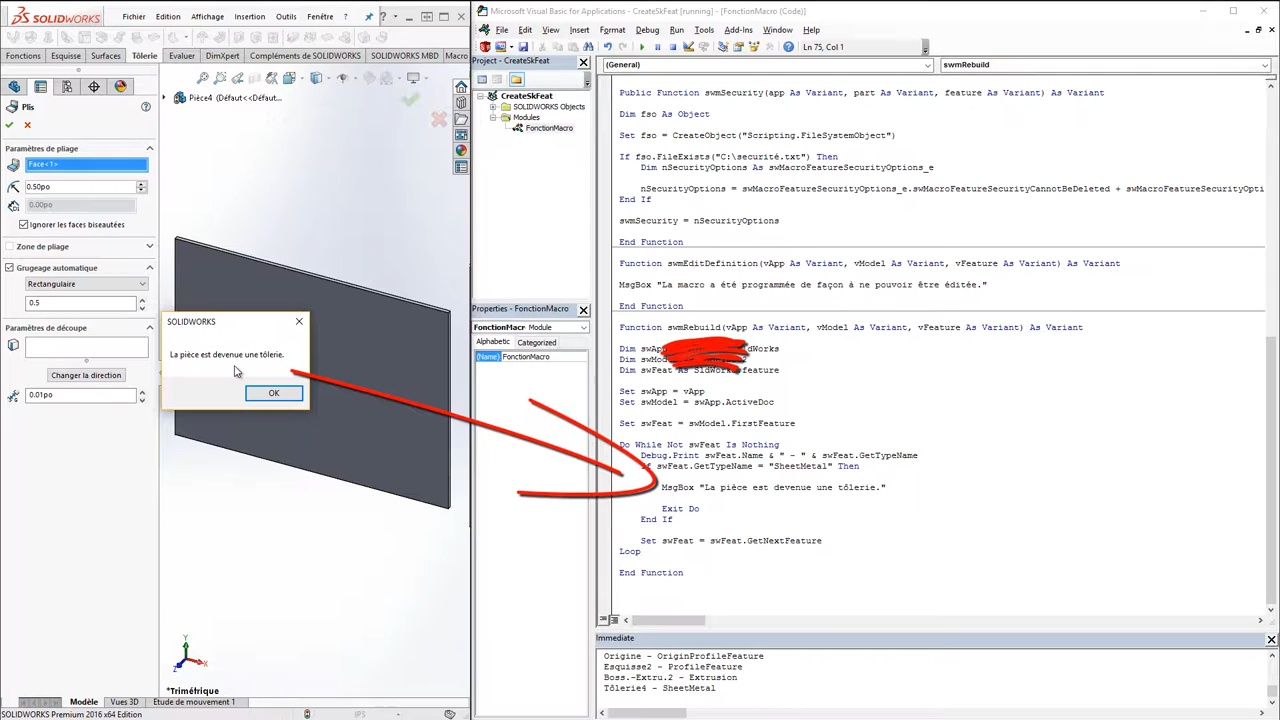 SOLIDWORKS
Fichier Edition Affichage Insertion Outils Fenêtre ?
Fonctions Esquisse Surfaces Tôlerie Evaluer DimXpert Compléments de SOLIDWORKS SOLIDWORKS MBD Macro
Pièce4 (Défaut<<Défaut...
Plis
Paramètres de pliage
Face<1>
0.50po
0.00po
Ignorer les faces biseautées
Zone de pliage
Grugeage automatique
Rectangulaire
0.5
Paramètres de découpe
Changer la direction
0.01po
SOLIDWORKS
La pièce est devenue une tôlerie.
OK
Y
X
Z
*Trimétrique
Modèle Vues 3D Etude de mouvement 1
SOLIDWORKS Premium 2016 x64 Edition
IPS
Microsoft Visual Basic for Applications - CreateSkFeat [running] - [FonctionMacro (Code)]
File Edit View Insert Format Debug Run Tools Add-Ins Window Help
Ln 75, Col 1
Project - CreateSkFeat
CreateSkFeat
SOLIDWORKS Objects
Modules
FonctionMacro
Properties - FonctionMacro
FonctionMacr Module
Alphabetic Categorized
(Name) FonctionMacro
(General) swmRebuild
Public Function swmSecurity(app As Variant, part As Variant, feature As Variant) As Variant
Dim fso As Object
Set fso = CreateObject("Scripting.FileSystemObject")
If fso.FileExists("C:\securité.txt") Then
Dim nSecurityOptions As swMacroFeatureSecurityOptions_e
nSecurityOptions = swMacroFeatureSecurityOptions_e.swMacroFeatureSecurityCannotBeDeleted + swMacroFeatureSecurityOpti
End If
swmSecurity = nSecurityOptions
End Function
Function swmEditDefinition(vApp As Variant, vModel As Variant, vFeature As Variant) As Variant
MsgBox "La macro a été programmée de façon à ne pouvoir être éditée."
End Function
Function swmRebuild(vApp As Variant, vModel As Variant, vFeature As Variant) As Variant
Dim
Dim
Dim swFeat As
Set swApp = vApp
Set swModel = swApp.ActiveDoc
Set swFeat = swModel.FirstFeature
Do While Not swFeat Is Nothing
Debug.Print swFeat.Name & " - " & swFeat.GetTypeName
If swFeat.GetTypeName = "SheetMetal" Then
MsgBox "La pièce est devenue une tôlerie."
Exit Do
End If
Set swFeat = swFeat.GetNextFeature
Loop
End Function
Immediate
Origine - OriginProfileFeature
Esquisse2 - ProfileFeature
Boss.-Extru.2 - Extrusion
Tôlerie4 - SheetMetal